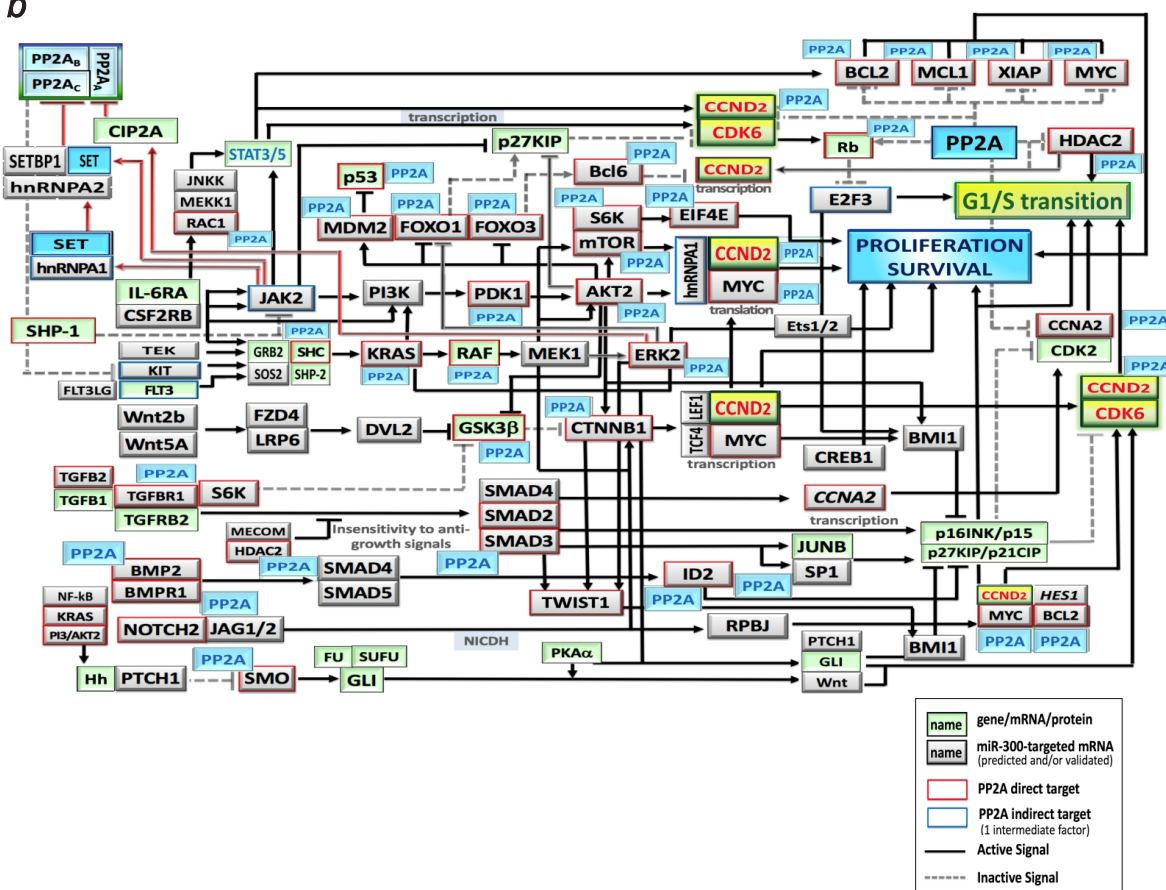 b
PP2AB
PP2AC
PP2AA
CIP2A
SETBP1
SET
hnRNPA2
SET
hnRNPA1
SHP-1
STAT3/5
JNKK
MEKK1
RAC1
PP2A
IL-6RA
CSF2RB
JAK2
transcription
p27KIP
p53
PP2A
PP2A
PP2A
PP2A
MDM2
FOXO1
FOXO3
Bcl6
PP2A
PP2A
PP2A
S6K
mTOR
EIF4E
PP2A
PI3K
PDK1
PP2A
AKT2
PP2A
hnRNPA1
CCND2
MYC
translation
PP2A
PP2A
CCND2
CDK6
PP2A
CCND2
transcription
PP2A
PP2A
PP2A
PP2A
BCL2
MCL1
XIAP
MYC
Rb
PP2A
PP2A
HDAC2
PP2A
E2F3
G1/S transition
PROLIFERATION
SURVIVAL
Ets1/2
CCNA2
CDK2
PP2A
PP2A
CCND2
CDK6
TEK
KIT
FLT3LG
FLT3
GRB2
SHC
SOS2
SHP-2
PP2A
KRAS
PP2A
RAF
PP2A
MEK1
ERK2
PP2A
Wnt2b
Wnt5A
FZD4
LRP6
DVL2
GSK3β
PP2A
PP2A
CTNNB1
LEF1
TCF4
CCND2
MYC
transcription
BMI1
CREB1
TGFB2
TGFB1
PP2A
TGFBR1
TGFRB2
S6K
MECOM
HDAC2
Insensitivity to anti-
growth signals
SMAD4
SMAD2
SMAD3
CCNA2
transcription
p16INK/p15
p27KIP/p21CIP
JUNB
SP1
PP2A
BMP2
BMPR1
PP2A
SMAD4
SMAD5
PP2A
ID2
PP2A
PP2A
TWIST1
NF-kB
KRAS
PI3/AKT2
PP2A
NOTCH2
JAG1/2
NICDH
RPBJ
CCND2
HES1
MYC
BCL2
PP2A
PP2A
BMI1
Hh
PTCH1
PP2A
SMO
FU
SUFU
GLI
PKAα
PTCH1
GLI
Wnt
name
gene/mRNA/protein
name
miR-300-targeted mRNA
(predicted and/or validated)
PP2A direct target
PP2A indirect target
(1 intermediate factor)
Active Signal
Inactive Signal